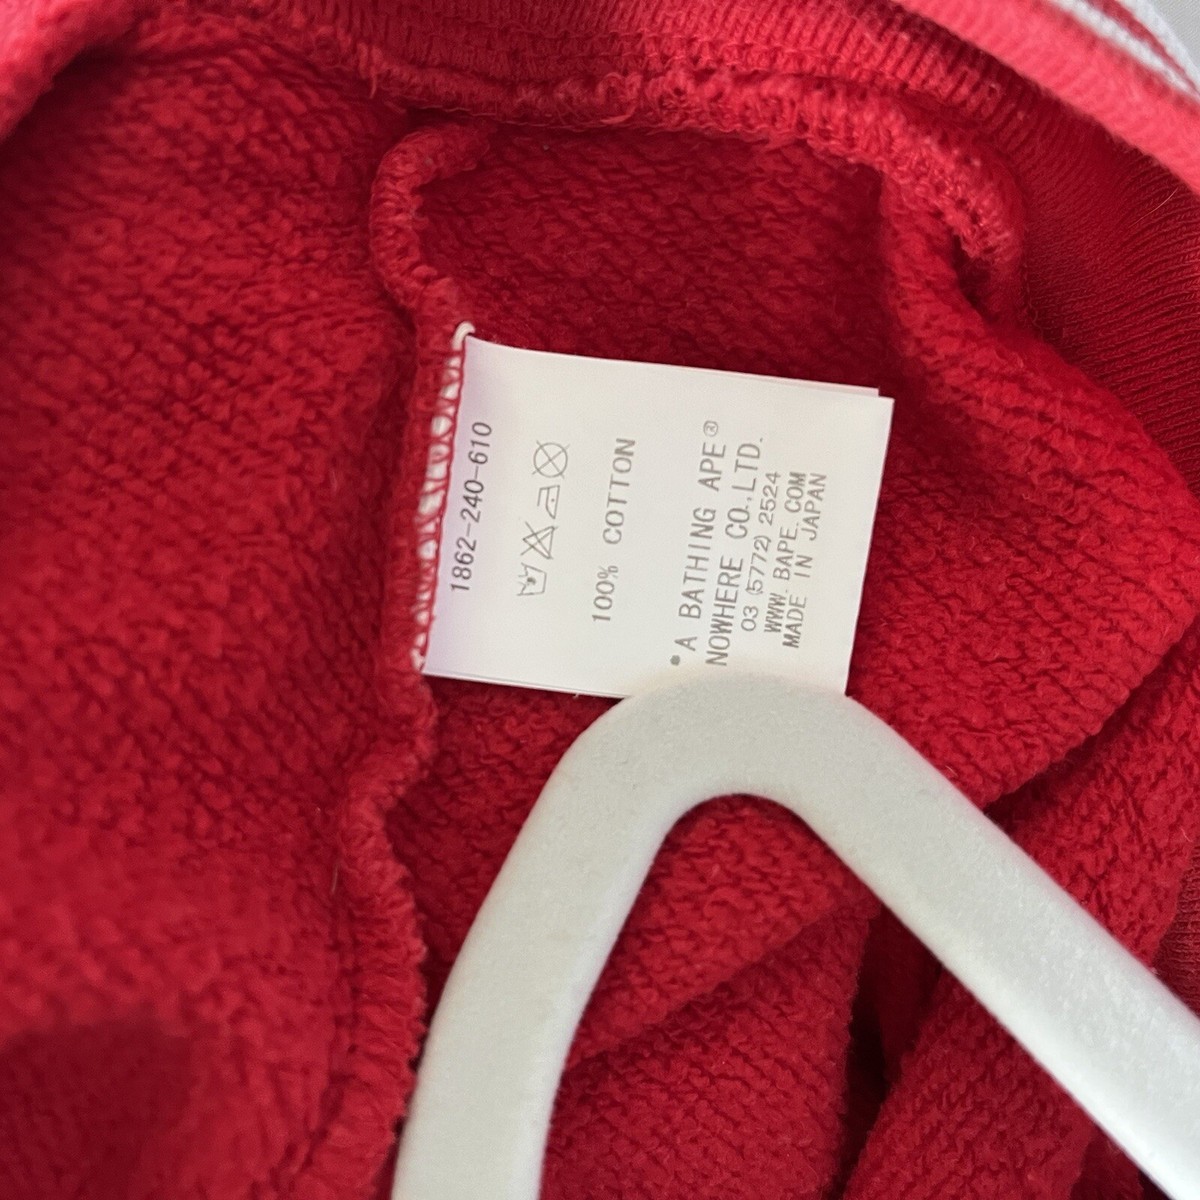 1862-240-610
100% COTTON
*A BATHING APE®
NOWHERE CO.,LTD.
03 (5772) 2524
WWW. BAPE. COM
MADE IN JAPAN